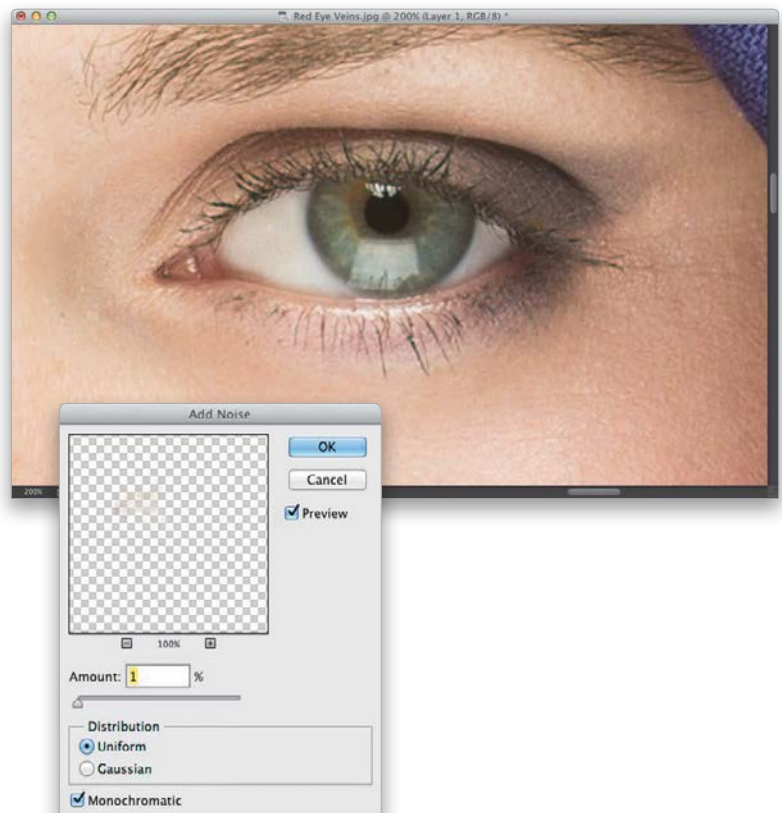 Red Eye Veins.jpg @ 200% (Layer 1, RGB/8) *
200%
Add Noise
OK
Cancel
Preview
100%
Amount: 1 %
Distribution
Uniform
Gaussian
Monochromatic